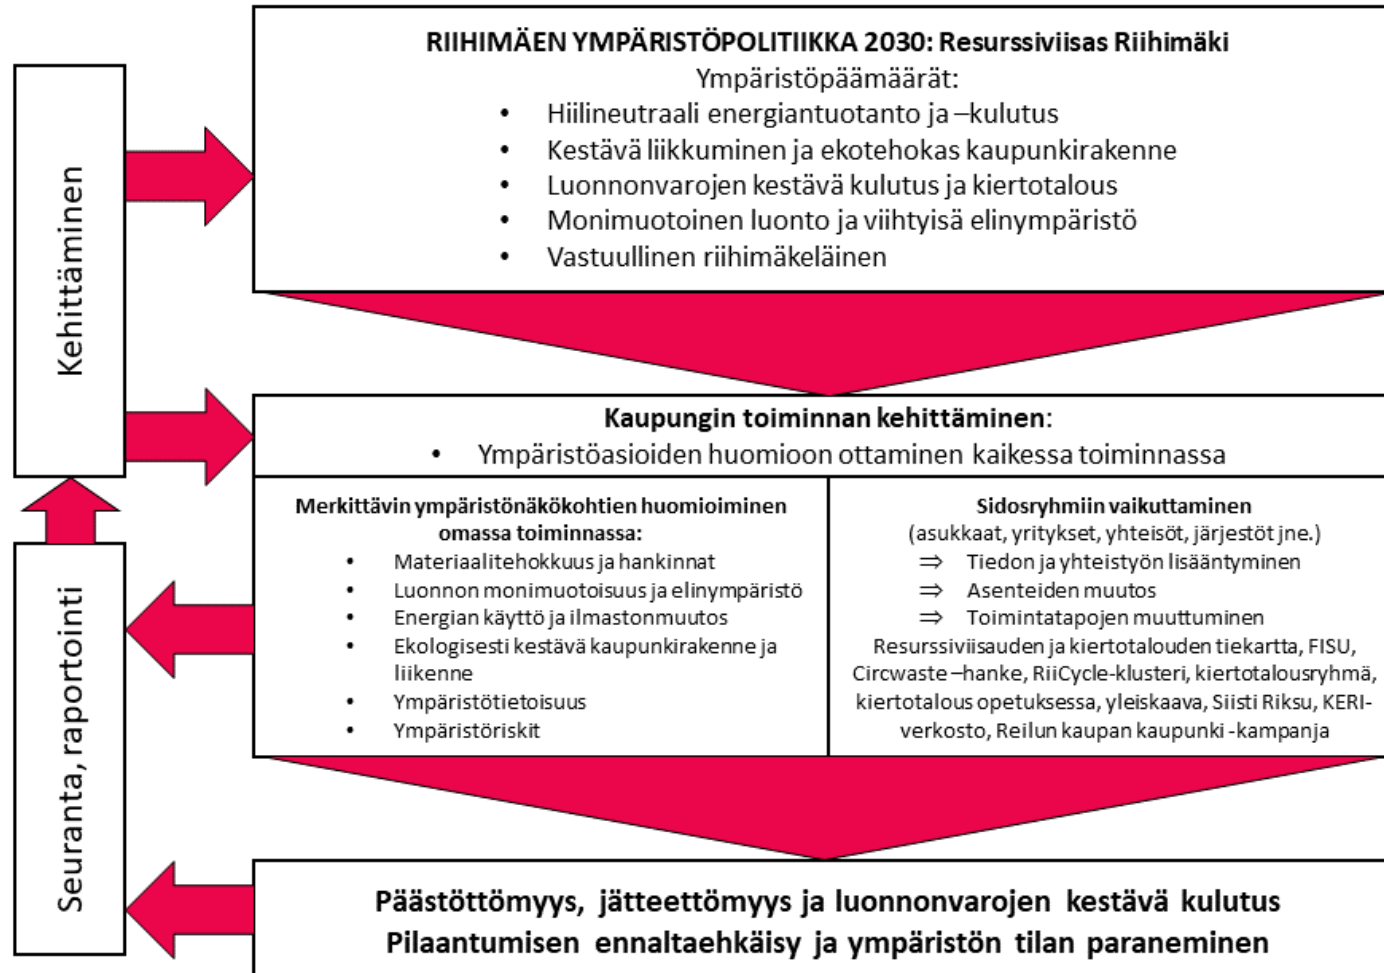 RIIHIMÄEN YMPÄRISTÖPOLITIIKKA 2030: Resurssiviisas Riihimäki
Ympäristöpäämäärät:
• Hiilineutraali energiantuotanto ja –kulutus
• Kestävä liikkuminen ja ekotehokas kaupunkirakenne
• Luonnonvarojen kestävä kulutus ja kiertotalous
• Monimuotoinen luonto ja viihtyisä elinympäristö
• Vastuullinen riihimäkeläinen
Kehittäminen
Kaupungin toiminnan kehittäminen:
• Ympäristöasioiden huomioon ottaminen kaikessa toiminnassa
Merkittävin ympäristönäkökohtien huomioiminen
omassa toiminnassa:
• Materiaalitehokkuus ja hankinnat
• Luonnon monimuotoisuus ja elinympäristö
• Energian käyttö ja ilmastonmuutos
• Ekologisesti kestävä kaupunkirakenne ja
liikenne
• Ympäristötietoisuus
• Ympäristöriskit
Sidosryhmiin vaikuttaminen
(asukkaat, yritykset, yhteisöt, järjestöt jne.)
⇒ Tiedon ja yhteistyön lisääntyminen
⇒ Asenteiden muutos
⇒ Toimintatapojen muuttuminen
Resurssiviisauden ja kiertotalouden tiekartta, FISU,
Circwaste –hanke, RiiCycle-klusteri, kiertotalousryhmä,
kiertotalous opetuksessa, yleiskaava, Siisti Riksu, KERI-
verkosto, Reilun kaupan kaupunki -kampanja
Seuranta, raportointi
Päästöttömyys, jätteettömyys ja luonnonvarojen kestävä kulutus
Pilaantumisen ennaltaehkäisy ja ympäristön tilan paraneminen